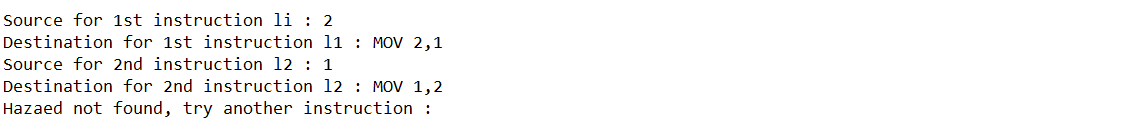 Source for 1st instruction li : 2
Destination for 1st instruction l1 : MOV 2,1
Source for 2nd instruction l2 : 1
Destination for 2nd instruction l2 : MOV 1,2
Hazaed not found, try another instruction :